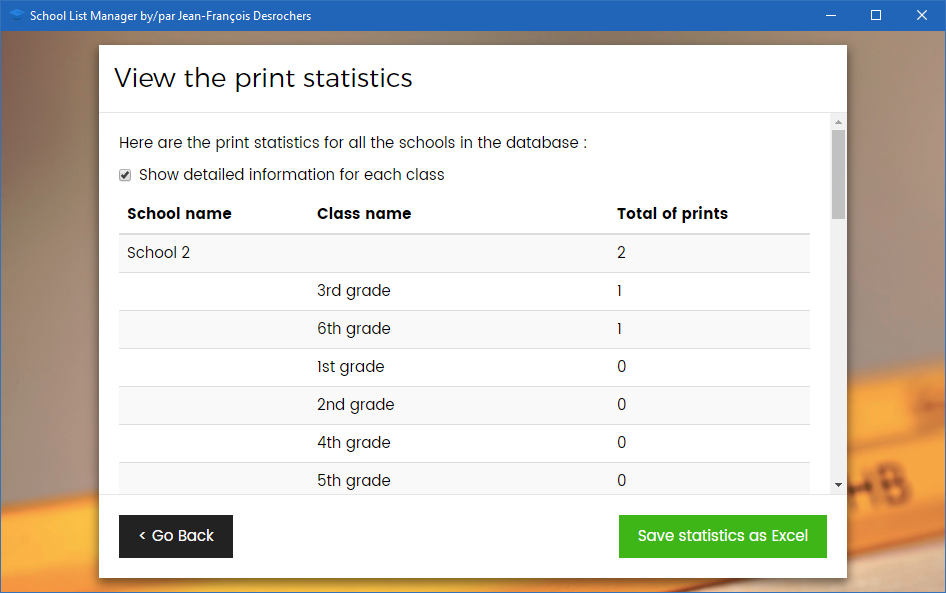 School List Manager by/par Jean-François Desrochers
View the print statistics
Here are the print statistics for all the schools in the database :
Show detailed information for each class
School name Class name Total of prints
School 2 2
3rd grade 1
6th grade 1
1st grade 0
2nd grade 0
4th grade 0
5th grade 0
HB
< Go Back Save statistics as Excel